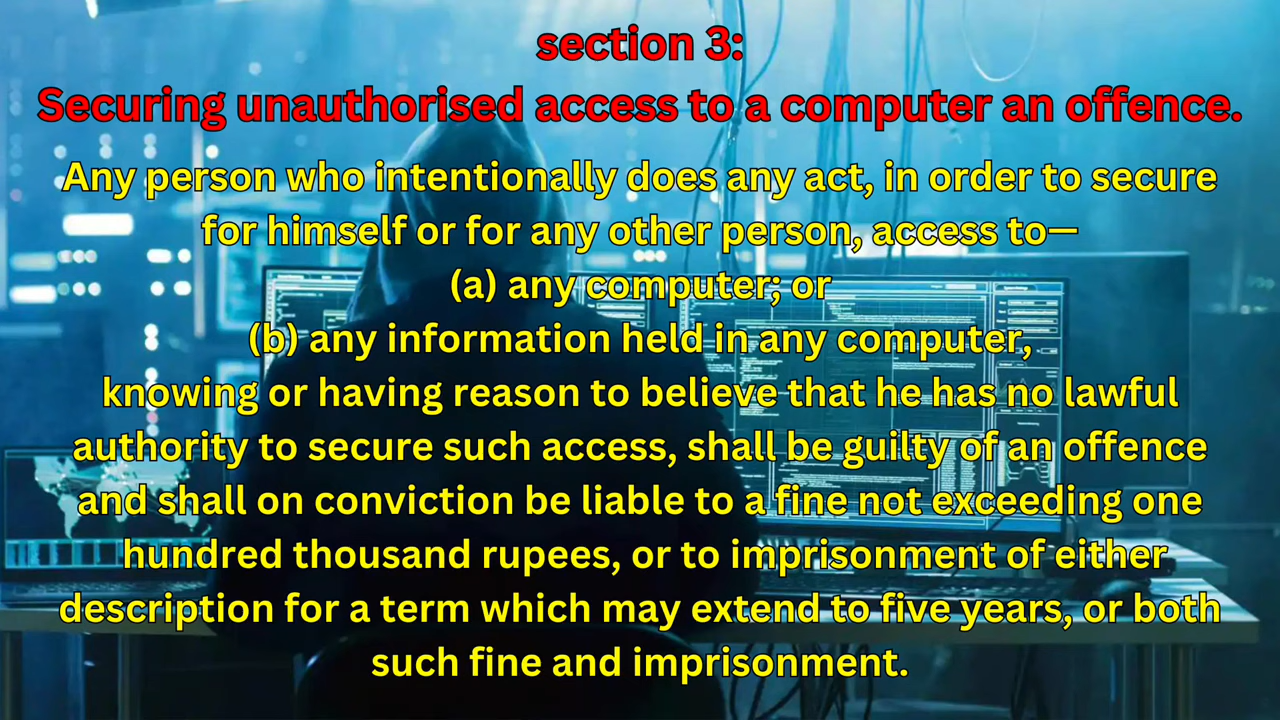 section 3:
Securing unauthorised access to a computer an offence.
Any person who intentionally does any act, in order to secure
for himself or for any other person, access to—
(a) any computer; or
(b) any information held in any computer,
knowing or having reason to believe that he has no lawful
authority to secure such access, shall be guilty of an offence
and shall on conviction be liable to a fine not exceeding one
hundred thousand rupees, or to imprisonment of either
description for a term which may extend to five years, or both
such fine and imprisonment.